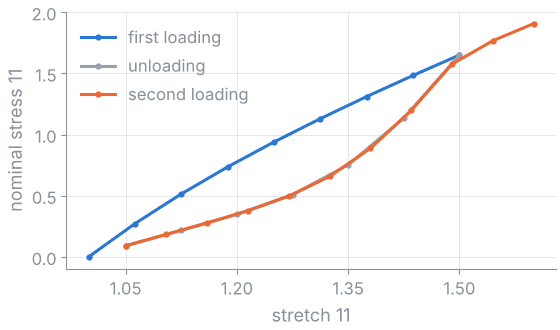 2.0
1.5
1.0
0.5
0.0
nominal stress 11
first loading
unloading
second loading
1.05
1.20
1.35
1.50
stretch 11